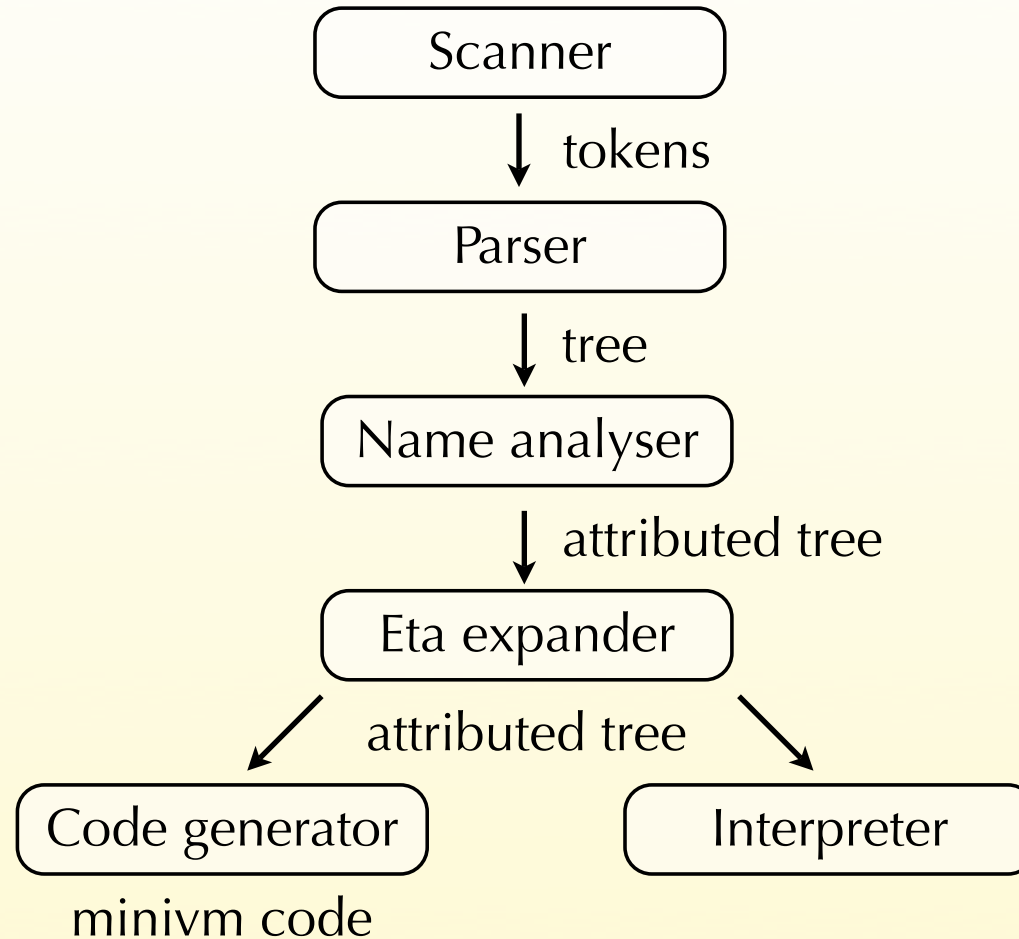 Scanner
tokens
Parser
tree
Name analyser
attributed tree
Eta expander
attributed tree
Code generator
Interpreter
minivm code